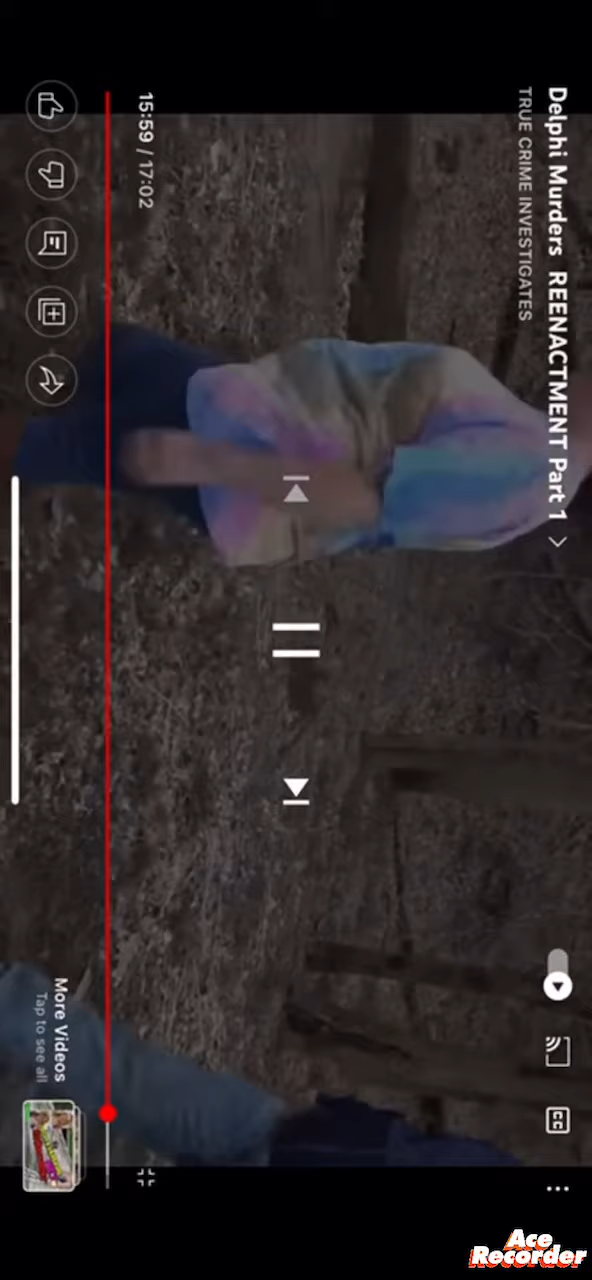 Delphi Murders REENACTMENT Part 1
TRUE CRIME INVESTIGATES
CC
15:59 / 17:02
More Videos
Tap to see all
Ace
Recorder